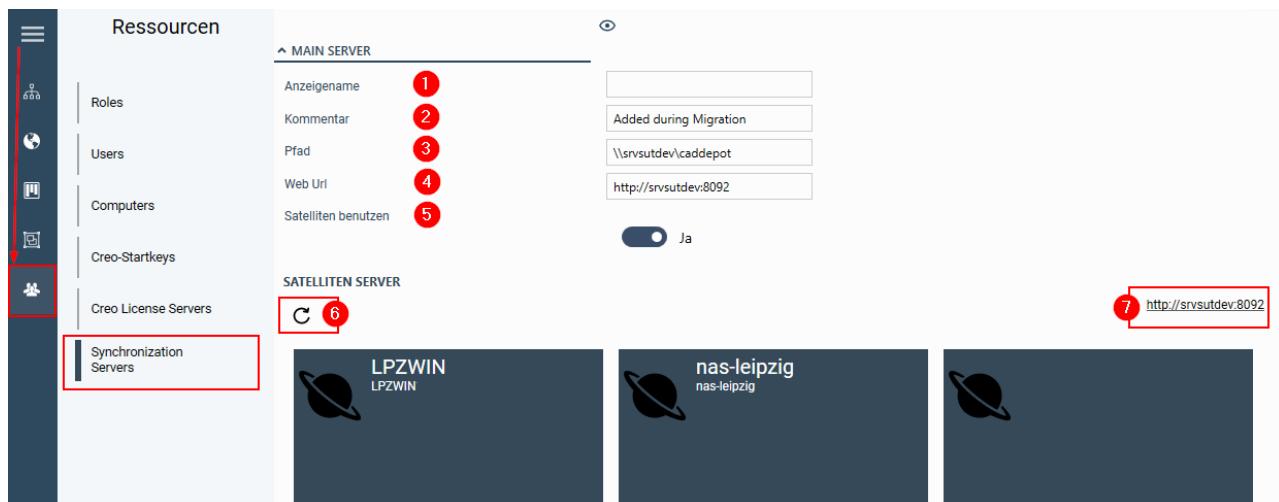 Ressourcen
MAIN SERVER
Anzeigename 1
Kommentar 2 Added during Migration
Pfad 3 \\srvsutdev\caddepot
Web Url 4 http://srvsutdev:8092
Satelliten benutzen 5
Ja
Roles
Users
Computers
Creo-Startkeys
Creo License Servers
Synchronization
Servers
SATELLITEN SERVER
6
7 http://srvsutdev:8092
LPZWIN
LPZWIN
nas-leipzig
nas-leipzig